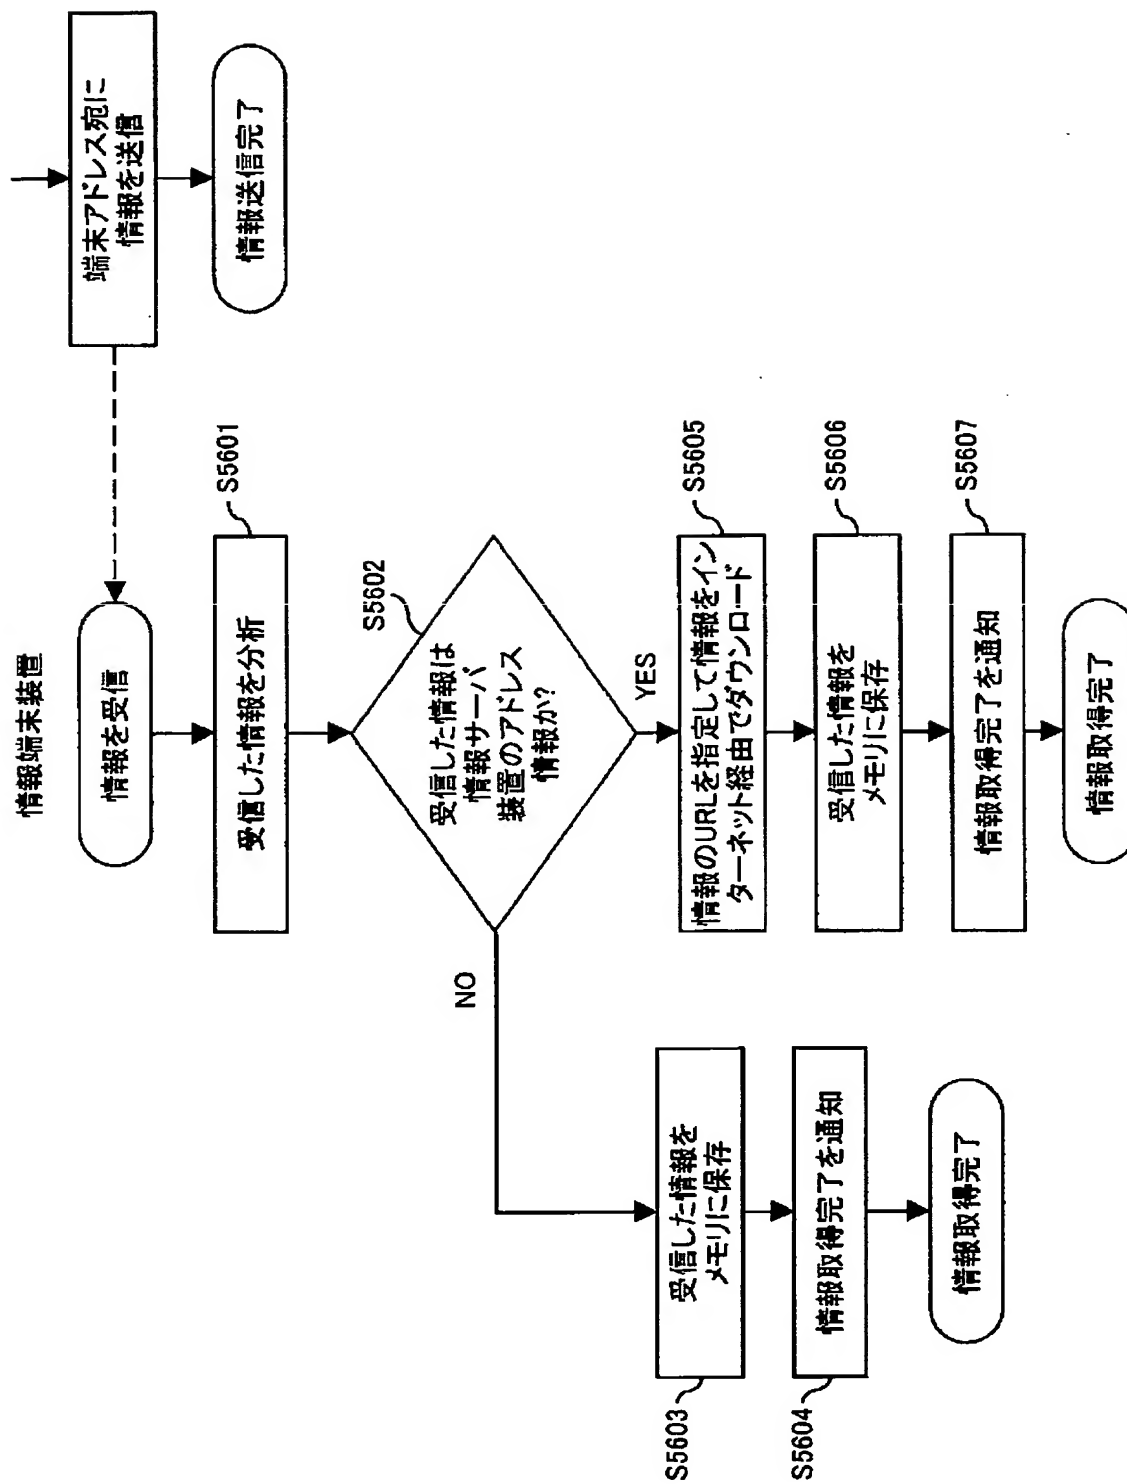 端末アドレス宛に
情報を送信
情報送信完了
情報端末装置
情報を受信
受信した情報を分析
S5601
受信した情報は
情報サーバ
装置のアドレス
情報か?
S5602
NO
YES
受信した情報を
メモリに保存
S5603
情報取得完了を通知
S5604
情報取得完了
情報のURLを指定して情報をイン
ターネット経由でダウンロード
S5605
受信した情報を
メモリに保存
S5606
情報取得完了を通知
S5607
情報取得完了